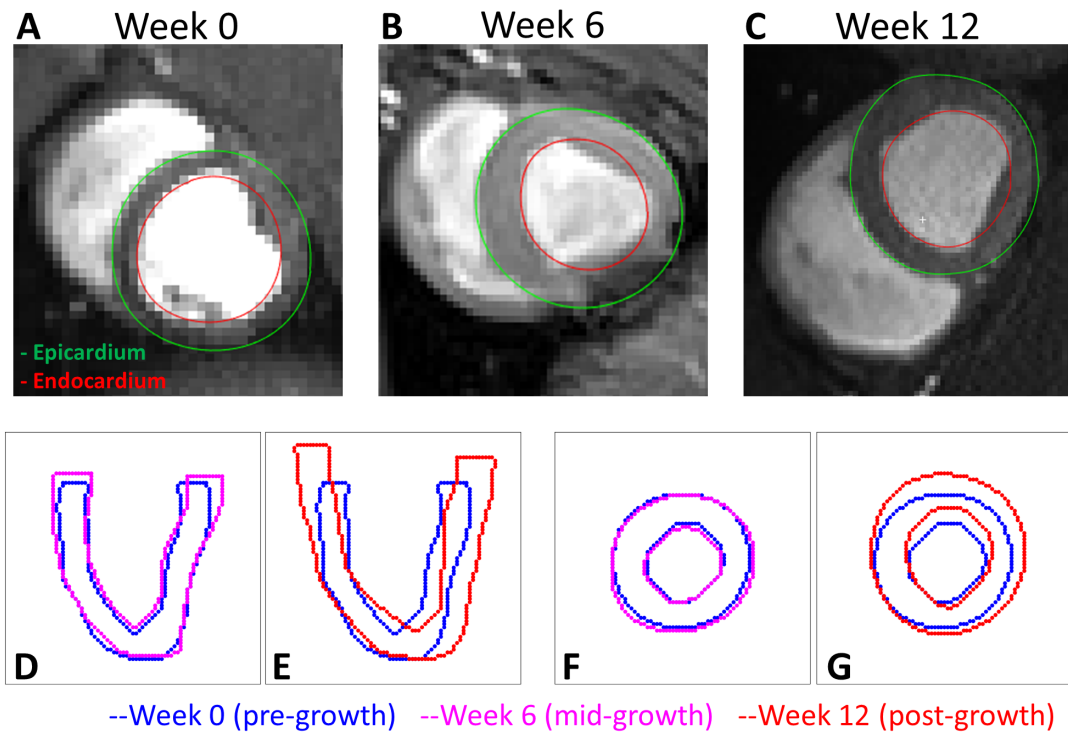 A Week 0
B Week 6
C Week 12
- Epicardium
- Endocardium
D
E
F
G
--Week 0 (pre-growth) --Week 6 (mid-growth) --Week 12 (post-growth)